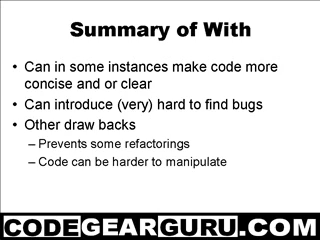 Summary of With
• Can in some instances make code more
concise and or clear
• Can introduce (very) hard to find bugs
• Other draw backs
– Prevents some refactorings
– Code can be harder to manipulate
CODEGEARGURU.COM